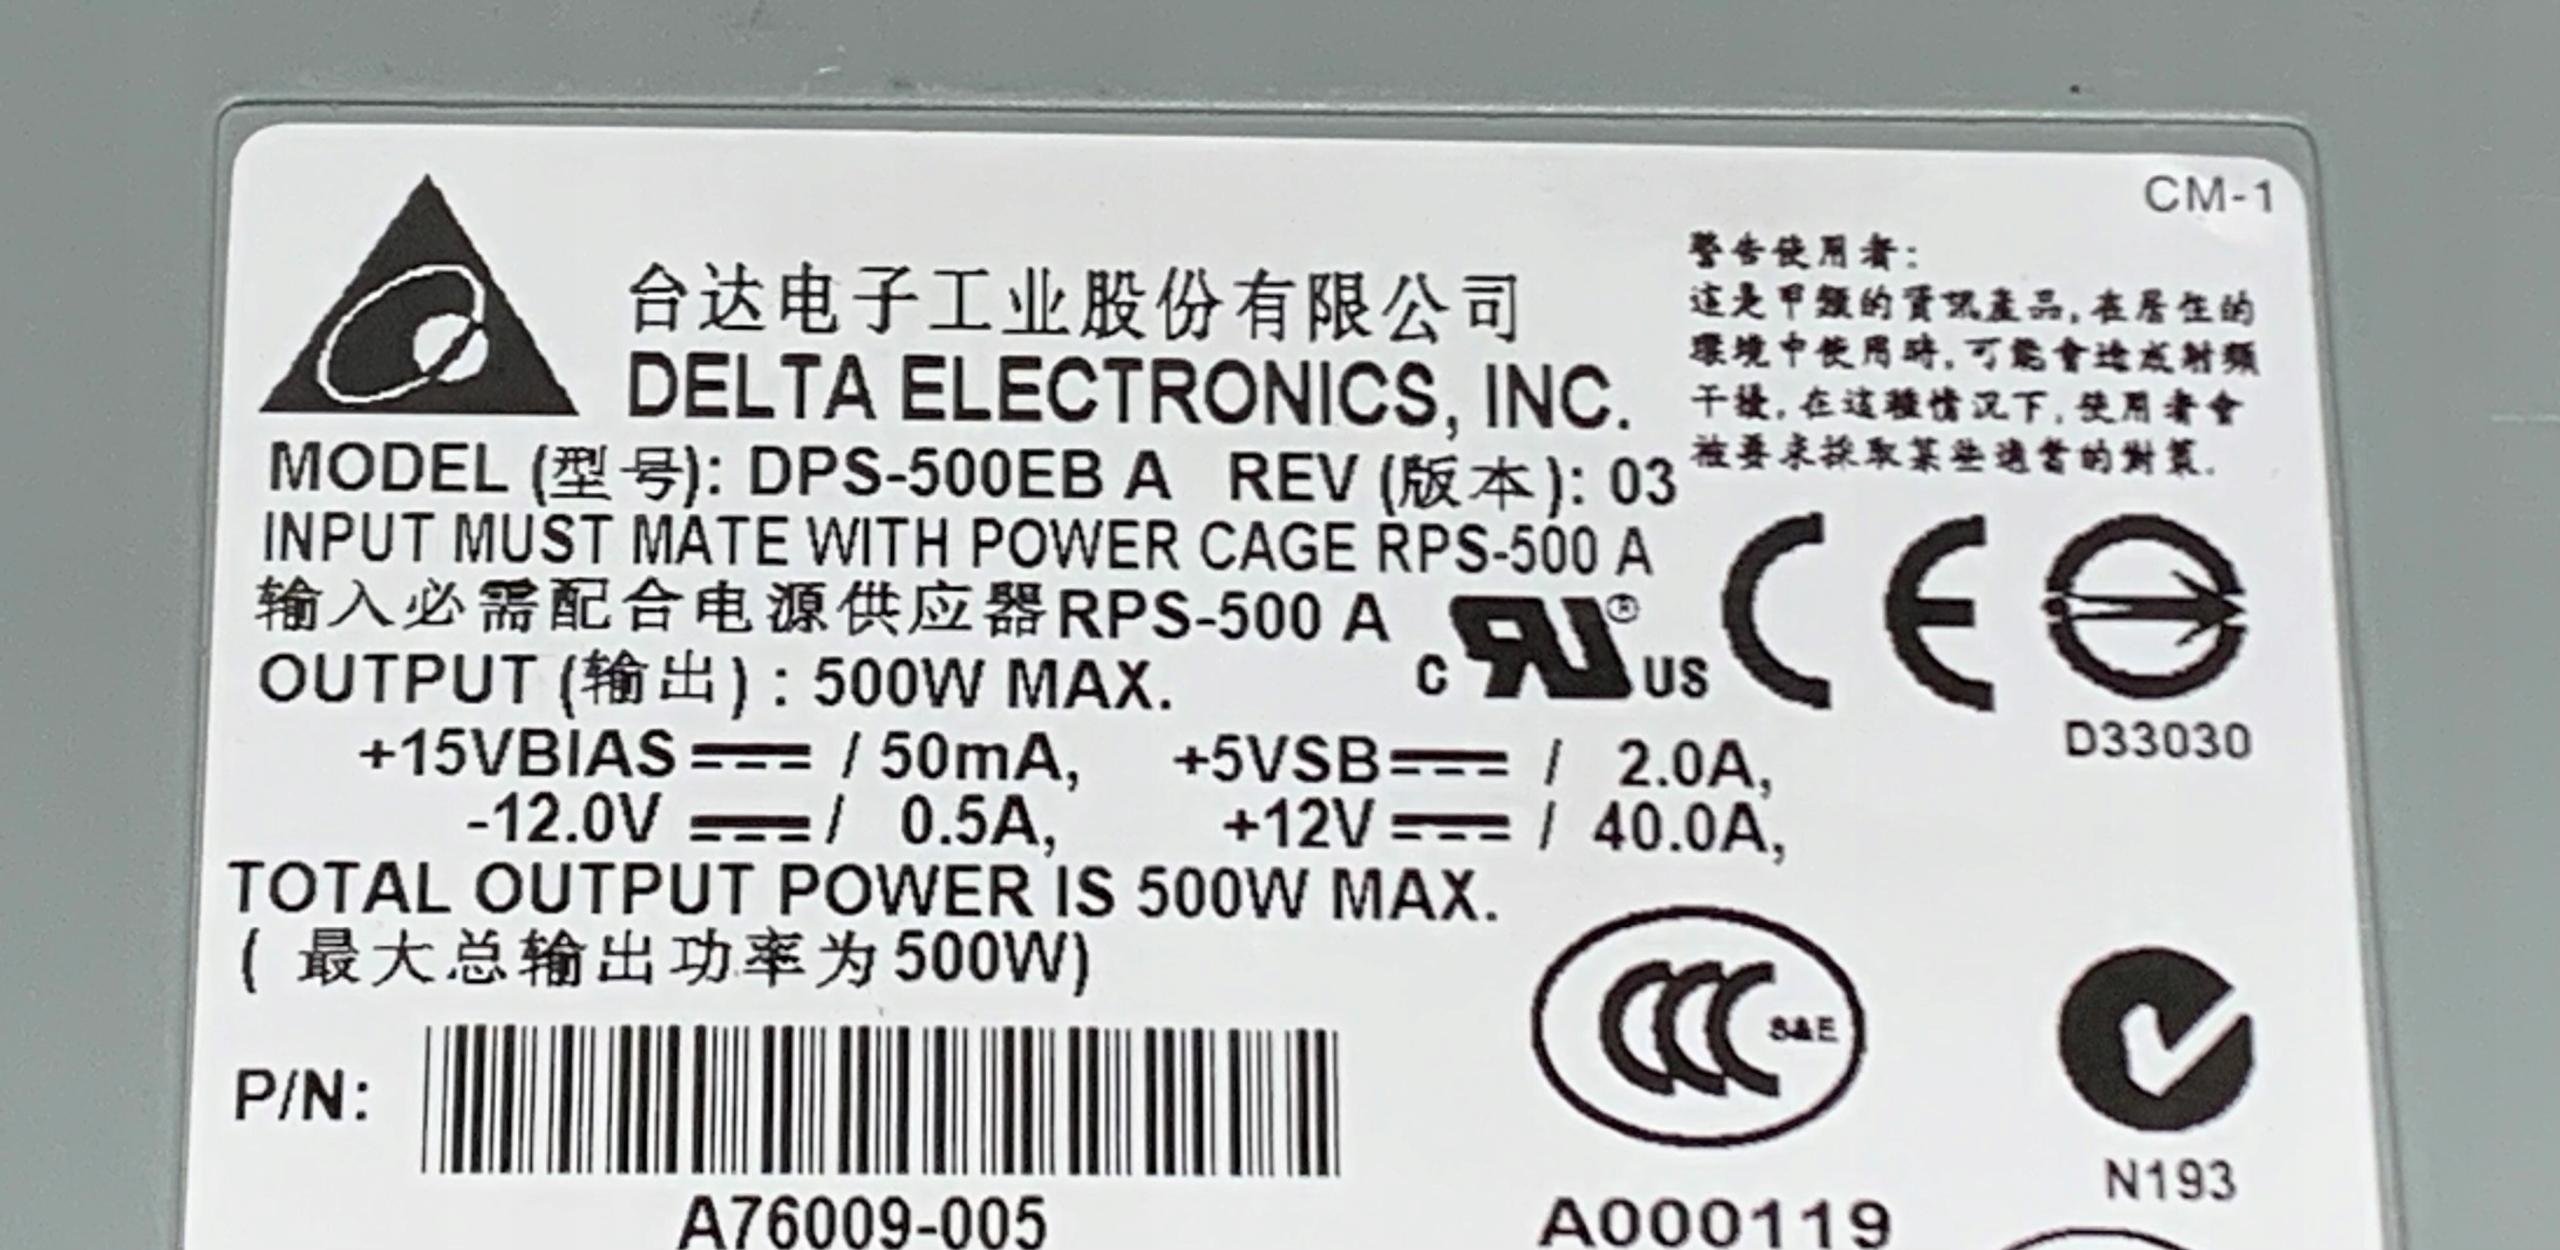 CM-1
台达电子工业股份有限公司
DELTA ELECTRONICS, INC.
警告使用者:
這是甲類的資訊產品,在居住的
環境中使用時,可能會造成射頻
干擾,在這種情況下,使用者會
被要求採取某些適當的對策.
MODEL (型号): DPS-500EB A REV (版本): 03
INPUT MUST MATE WITH POWER CAGE RPS-500 A
输入必需配合电源供应器RPS-500 A
C RU® US CE
OUTPUT (输出) : 500W MAX.
D33030
+15VBIAS⎓ / 50mA, +5VSB⎓ / 2.0A,
-12.0V ⎓ / 0.5A, +12V⎓ / 40.0A,
TOTAL OUTPUT POWER IS 500W MAX.
( 最大总输出功率为500W)
CCC S&E
P/N:
N193
A76009-005
A000119